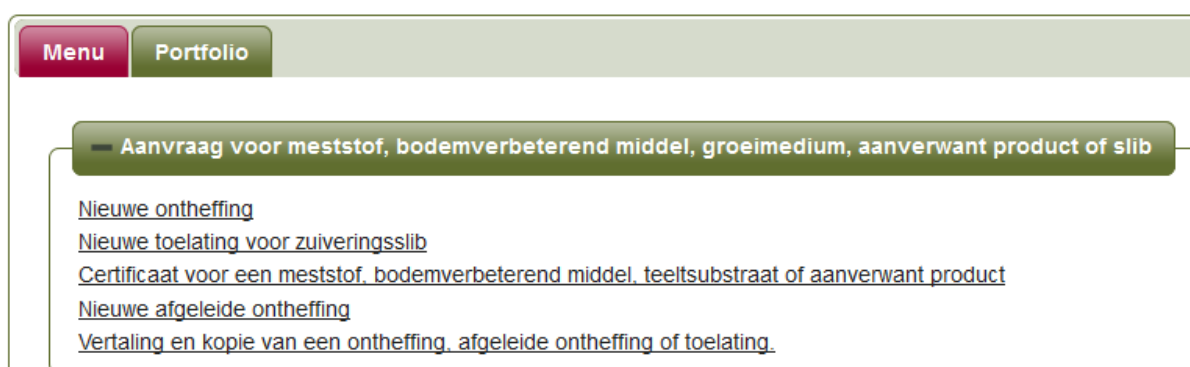 Menu Portfolio
Aanvraag voor meststof, bodemverbeterend middel, groeimedium, aanverwant product of slib
Nieuwe ontheffing
Nieuwe toelating voor zuiveringsslib
Certificaat voor een meststof, bodemverbeterend middel, teeltsubstraat of aanverwant product
Nieuwe afgeleide ontheffing
Vertaling en kopie van een ontheffing, afgeleide ontheffing of toelating.